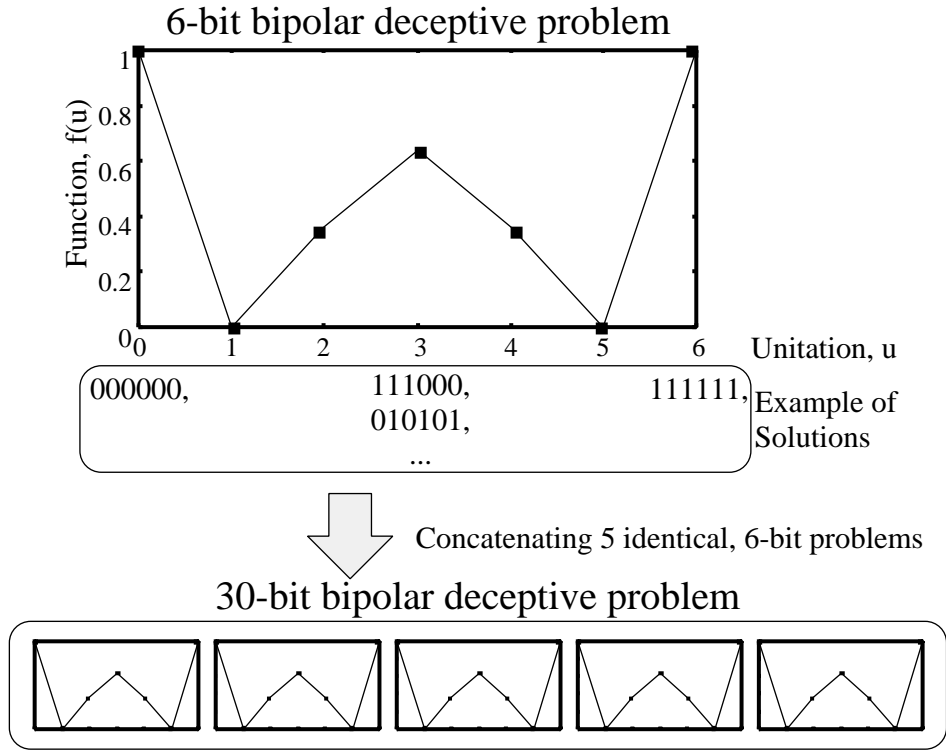 6-bit bipolar deceptive problem
1
0.8
0.6
0.4
0.2
0
Function, f(u)
0 1 2 3 4 5 6
Unitation, u
000000, 111000, 111111,
010101,
...
Example of
Solutions
Concatenating 5 identical, 6-bit problems
30-bit bipolar deceptive problem